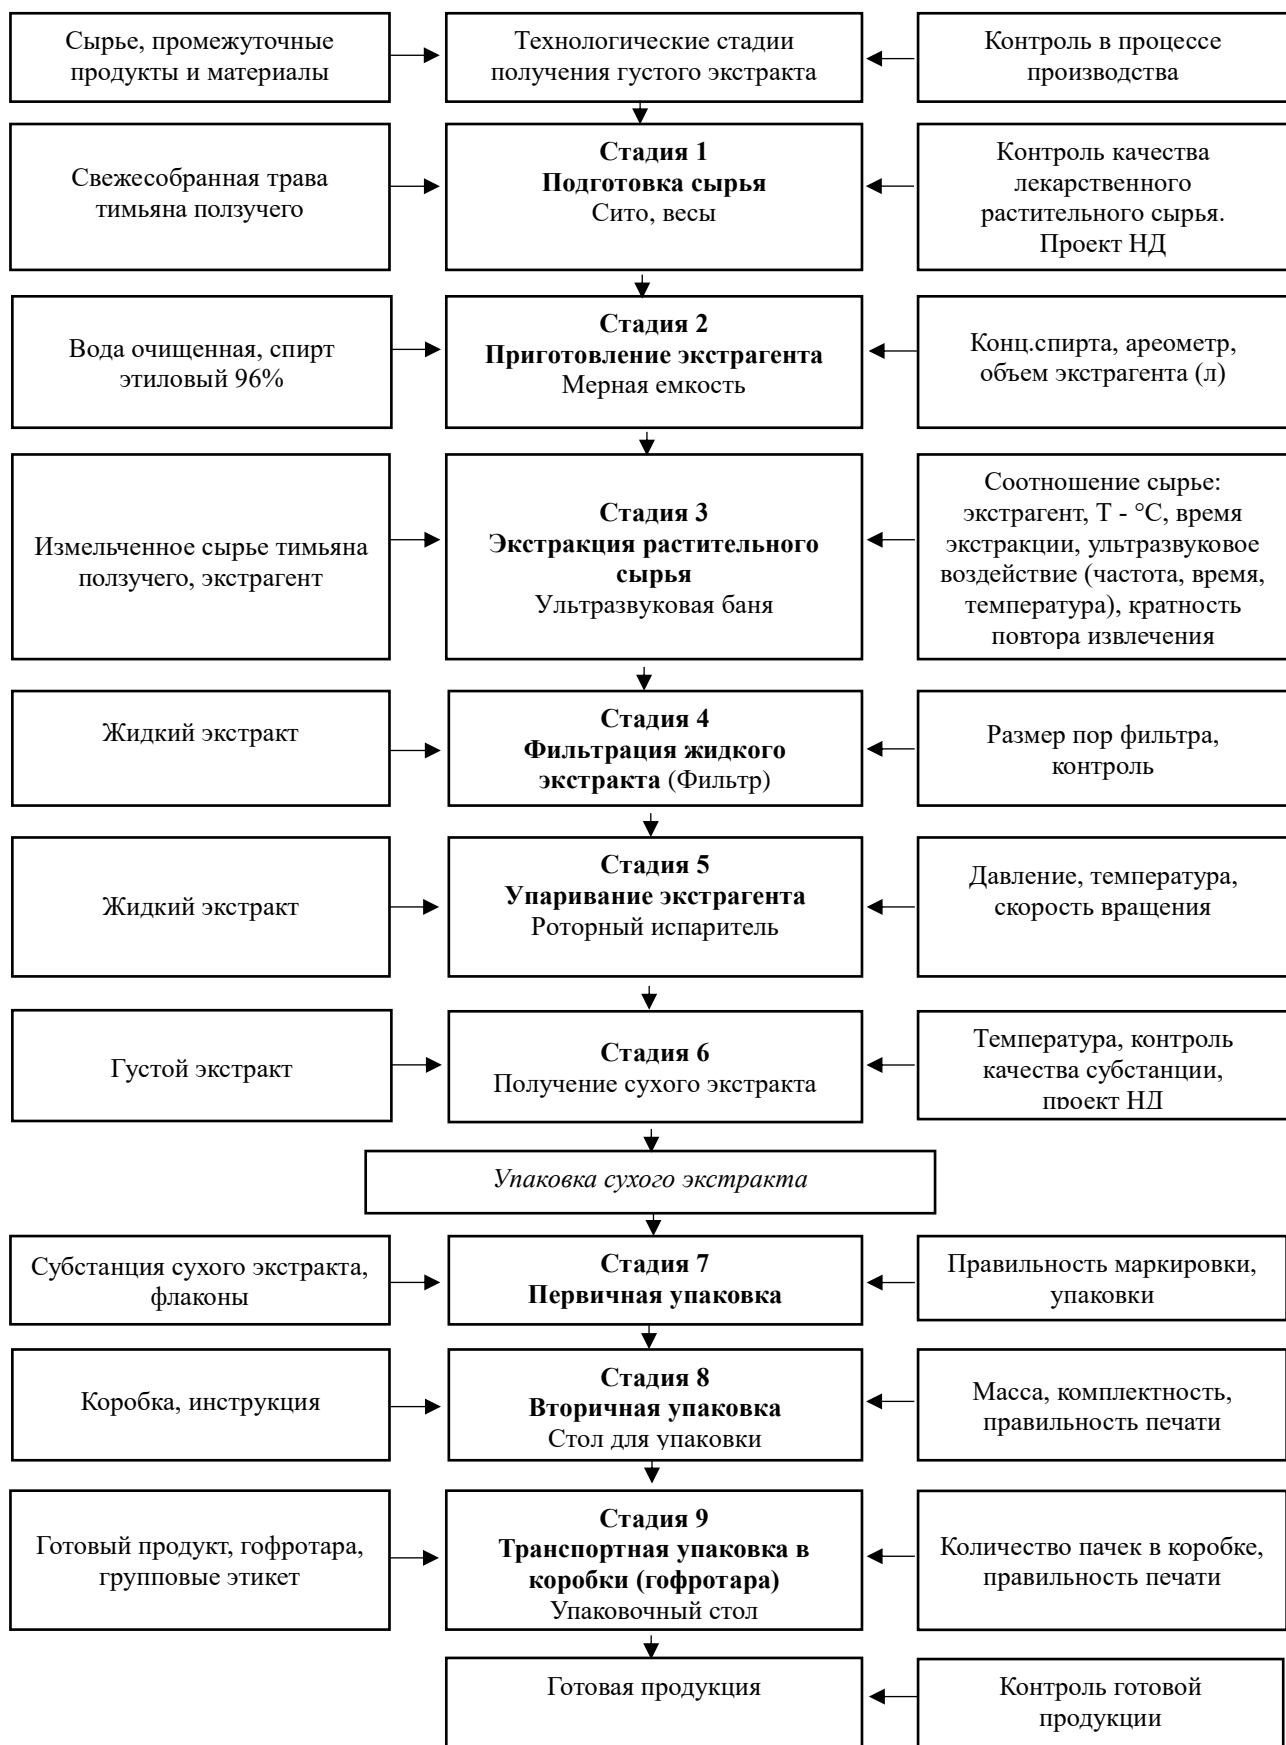 Сырье, промежуточные
продукты и материалы
Технологические стадии
получения густого экстракта
Контроль в процессе
производства
Свежесобранная трава
тимьяна ползучего
Стадия 1
Подготовка сырья
Сито, весы
Контроль качества
лекарственного
растительного сырья.
Проект НД
Вода очищенная, спирт
этиловый 96%
Стадия 2
Приготовление экстрагента
Мерная емкость
Конц.спирта, ареометр,
объем экстрагента (л)
Измельченное сырье тимьяна
ползучего, экстрагент
Стадия 3
Экстракция растительного
сырья
Ультразвуковая баня
Соотношение сырье:
экстрагент, Т - °С, время
экстракции, ультразвуковое
воздействие (частота, время,
температура), кратность
повтора извлечения
Жидкий экстракт
Стадия 4
Фильтрация жидкого
экстракта (Фильтр)
Размер пор фильтра,
контроль
Жидкий экстракт
Стадия 5
Упаривание экстрагента
Роторный испаритель
Давление, температура,
скорость вращения
Густой экстракт
Стадия 6
Получение сухого экстракта
Температура, контроль
качества субстанции,
проект НД
Упаковка сухого экстракта
Субстанция сухого экстракта,
флаконы
Стадия 7
Первичная упаковка
Правильность маркировки,
упаковки
Коробка, инструкция
Стадия 8
Вторичная упаковка
Стол для упаковки
Масса, комплектность,
правильность печати
Готовый продукт, гофротара,
групповые этикет
Стадия 9
Транспортная упаковка в
коробки (гофротара)
Упаковочный стол
Количество пачек в коробке,
правильность печати
Готовая продукция
Контроль готовой
продукции